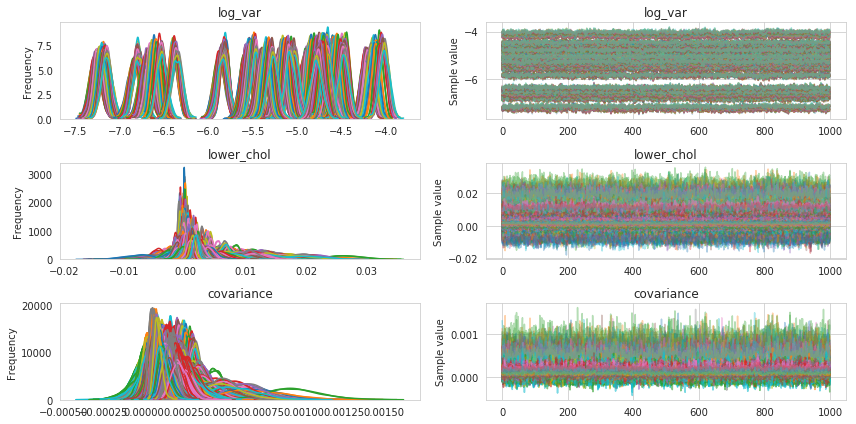 log_var
Frequency
7.5
5.0
2.5
0.0
−7.5 −7.0 −6.5 −6.0 −5.5 −5.0 −4.5 −4.0
log_var
Sample value
−4
−6
0 200 400 600 800 1000
lower_chol
Frequency
3000
2000
1000
0
−0.02 −0.01 0.00 0.01 0.02 0.03
lower_chol
Sample value
0.02
0.00
−0.02
0 200 400 600 800 1000
covariance
Frequency
20000
10000
0
−0.00050−0.000250.000000.000250.000500.000750.001000.001250.00150
covariance
Sample value
0.001
0.000
0 200 400 600 800 1000